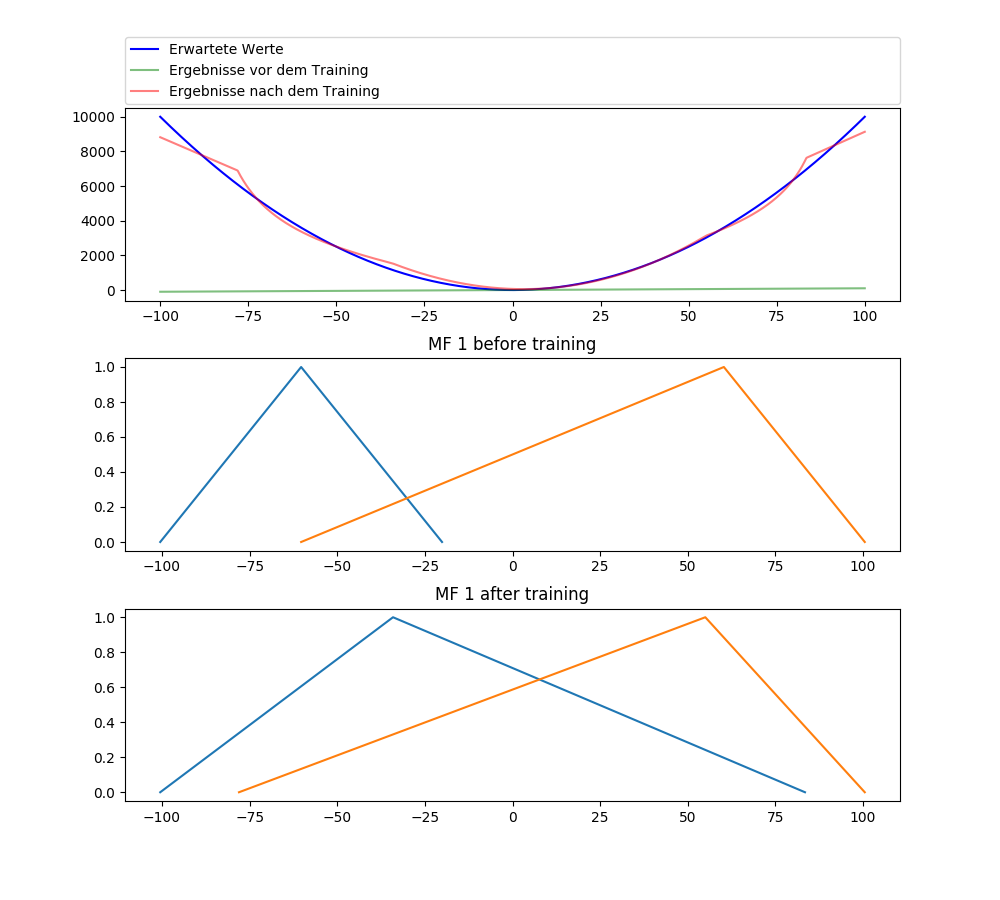 Erwartete Werte
Ergebnisse vor dem Training
Ergebnisse nach dem Training
10000
8000
6000
4000
2000
0
−100 −75 −50 −25 0 25 50 75 100
MF 1 before training
1.0
0.8
0.6
0.4
0.2
0.0
−100 −75 −50 −25 0 25 50 75 100
MF 1 after training
1.0
0.8
0.6
0.4
0.2
0.0
−100 −75 −50 −25 0 25 50 75 100